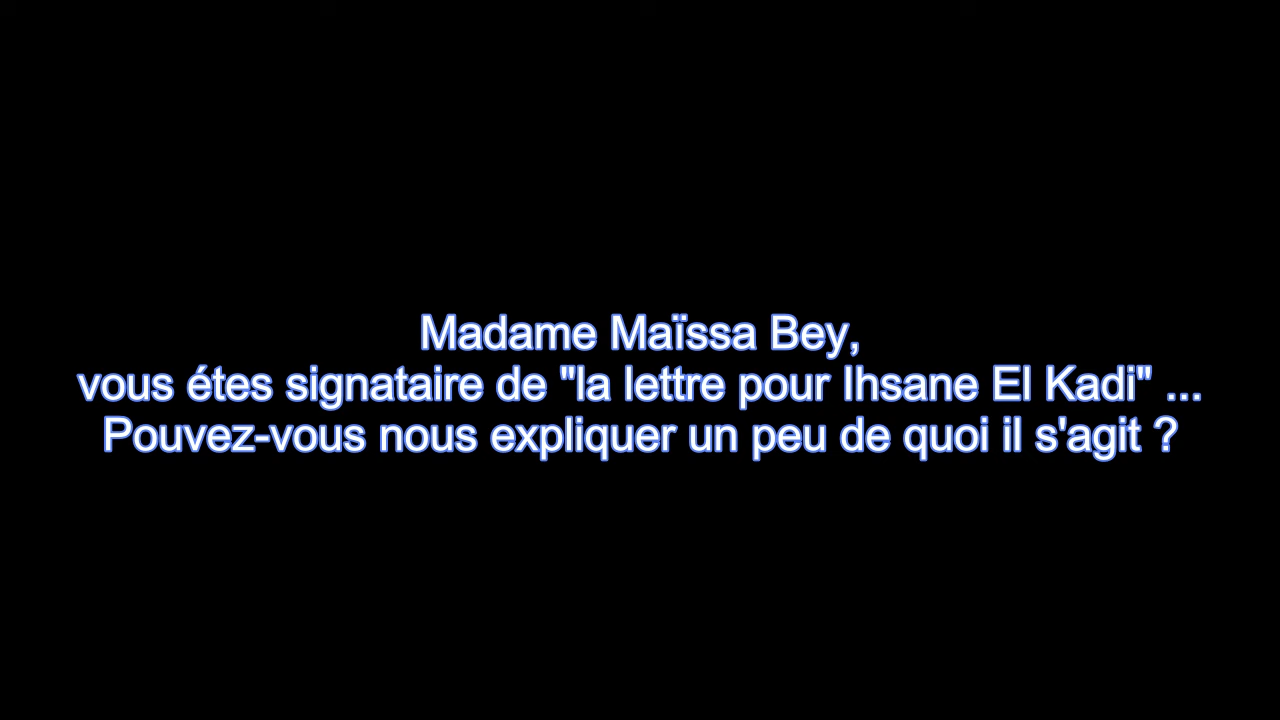 Madame Maïssa Bey,
vous étes signataire de "la lettre pour Ihsane El Kadi" ...
Pouvez-vous nous expliquer un peu de quoi il s'agit ?